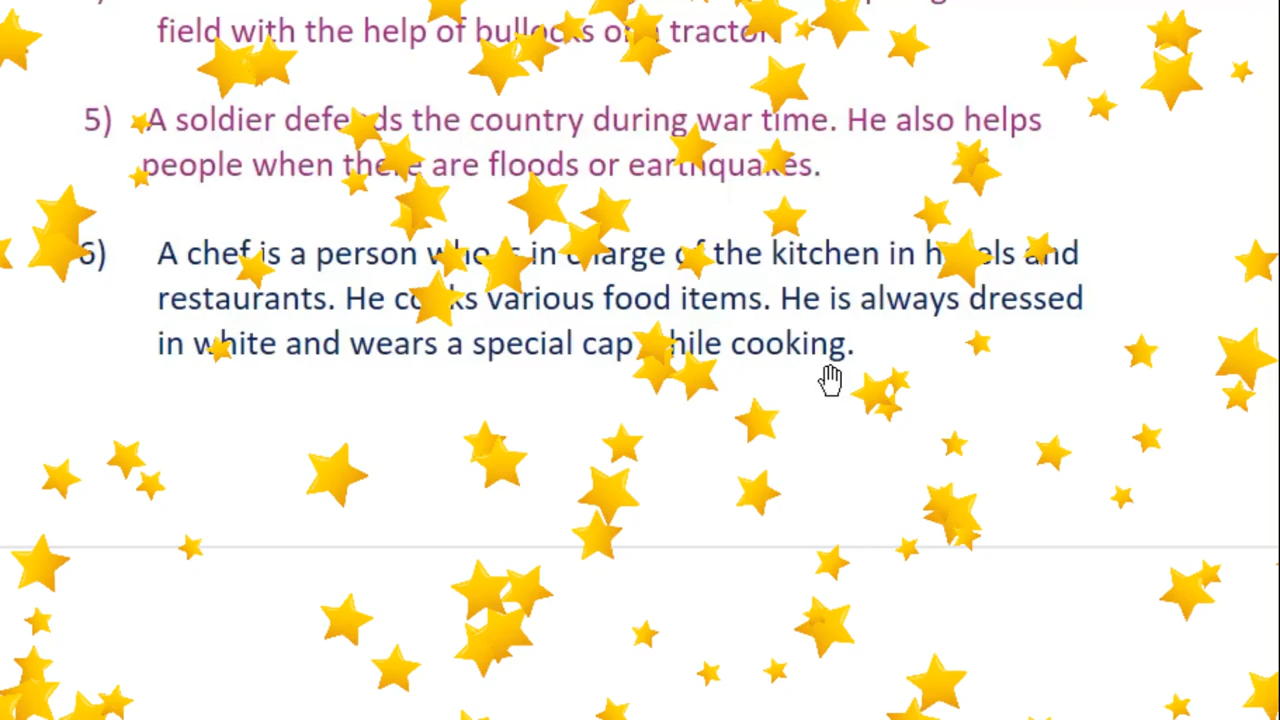 field with the help of bullocks or a tractor.
5) A soldier defends the country during war time. He also helps
people when there are floods or earthquakes.
6) A chef is a person who is in charge of the kitchen in hotels and
restaurants. He cooks various food items. He is always dressed
in white and wears a special cap while cooking.